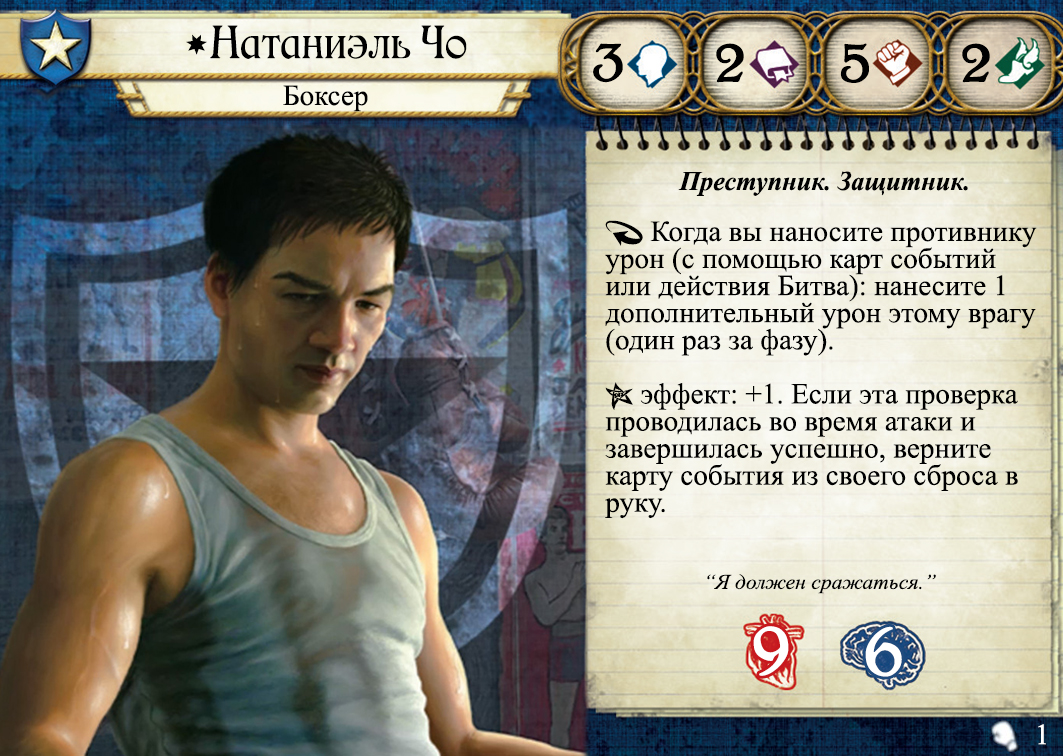 Натаниэль Чо
Боксер
3 2 5 2
Преступник. Защитник.
Когда вы наносите противнику
урон (с помощью карт событий
или действия Битва): нанесите 1
дополнительный урон этому врагу
(один раз за фазу).
эффект: +1. Если эта проверка
проводилась во время атаки и
завершилась успешно, верните
карту события из своего сброса в
руку.
“Я должен сражаться.”
9 6
1